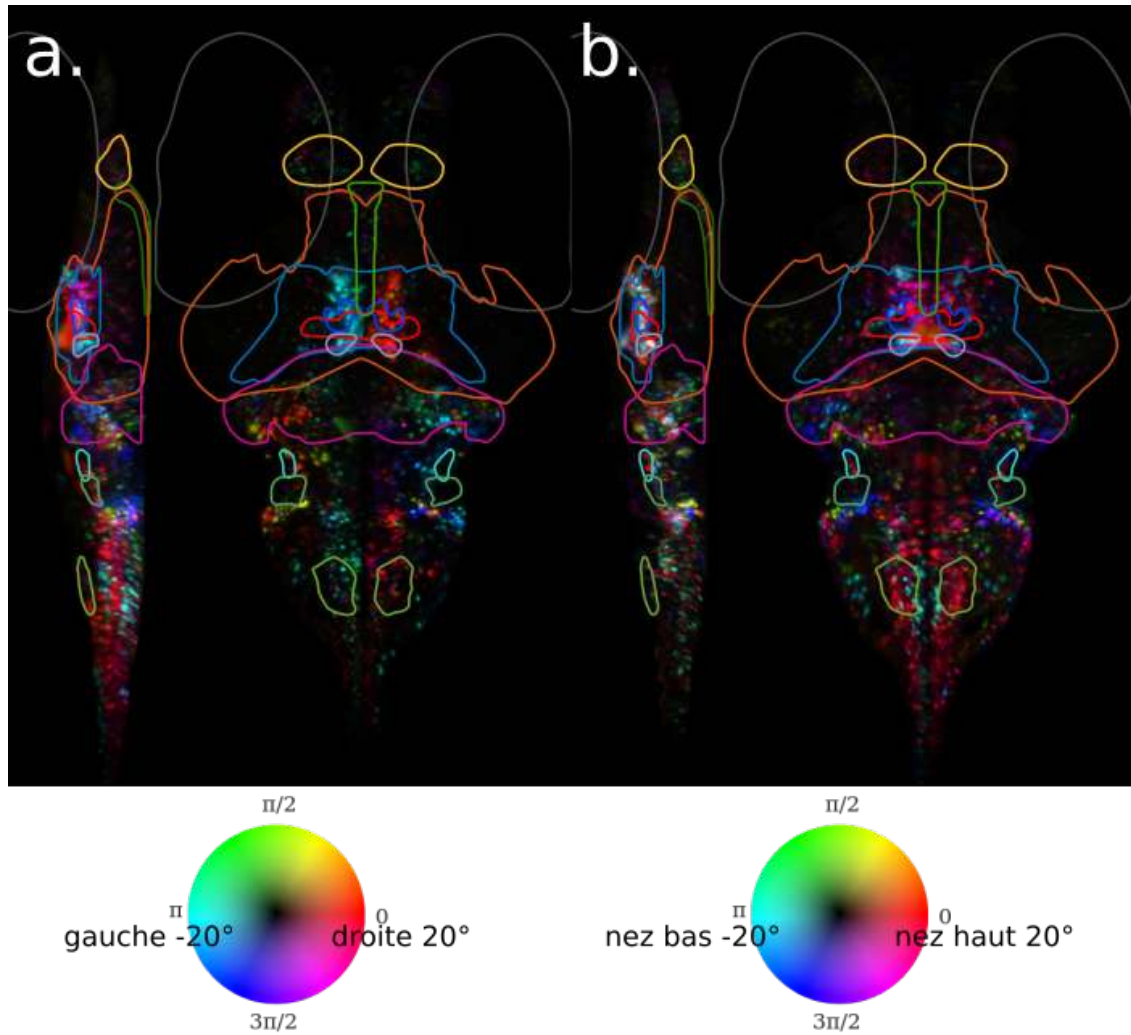 a. b.
π/2 π/2
π 0 π 0
gauche -20° droite 20° nez bas -20° nez haut 20°
3π/2 3π/2